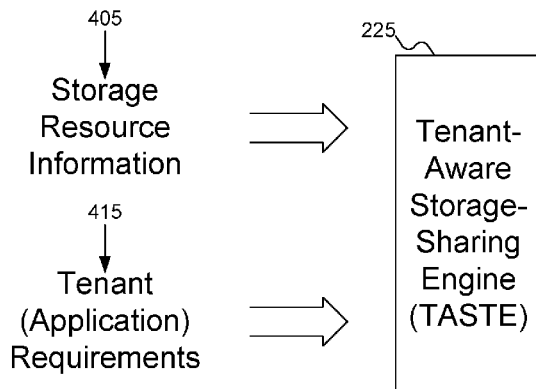 405
Storage
Resource
Information
415
Tenant
(Application)
Requirements
225
Tenant-
Aware
Storage-
Sharing
Engine
(TASTE)